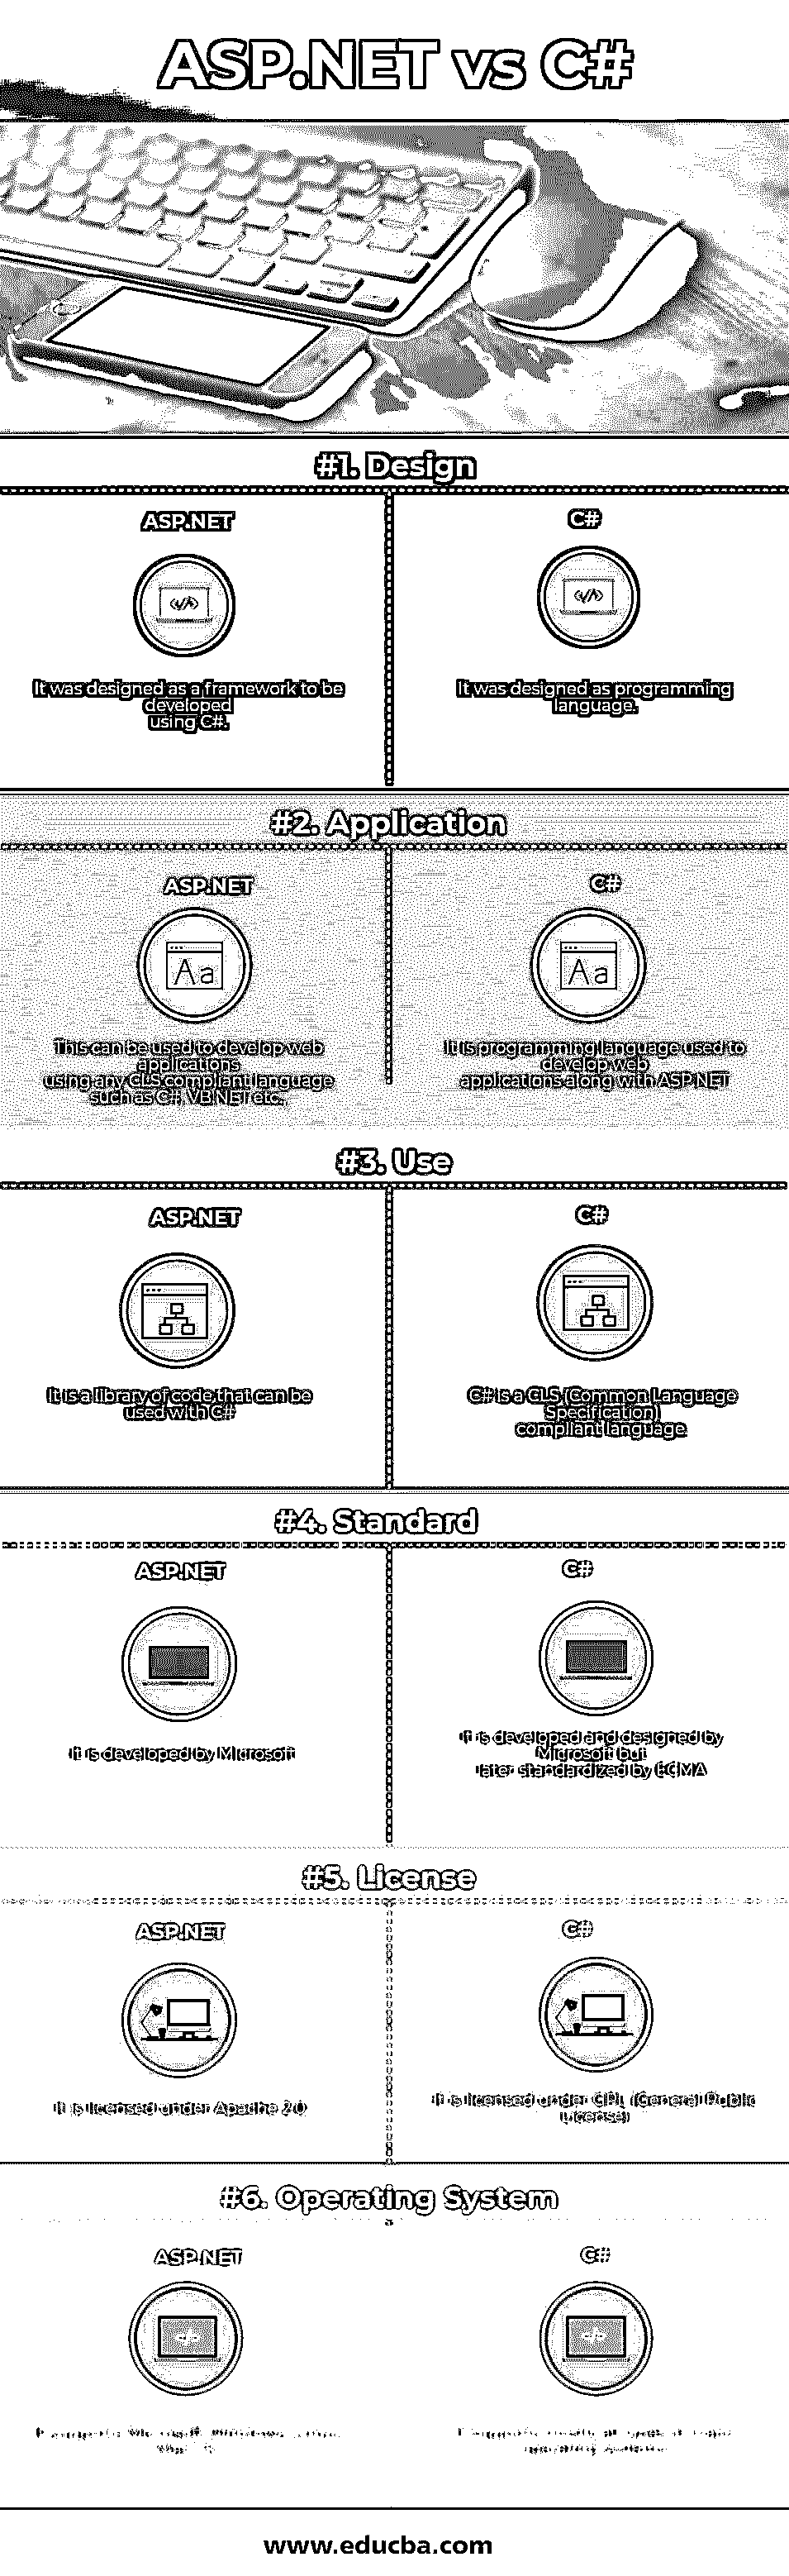 ASP.NET vs C#
#1. Design
ASP.NET
C#
It was designed as a framework to be
developed
using C#.
It was designed as programming
language.
#2. Application
ASP.NET
C#
This can be used to develop web
applications
using any CLS compliant language
such as C#, VB.NET etc.,
It is programming language used to
develop web
applications along with ASP.NET
#3. Use
ASP.NET
C#
It is a library of code that can be
used with C#
C# is a CLS (Common Language
Specification)
compliant language
#4. Standard
ASP.NET
C#
It is developed by Microsoft
It is developed and designed by
Microsoft but
later standardized by ECMA
#5. License
ASP.NET
C#
It is licensed under Apache 2.0
It is licensed under GPL (General Public
License)
#6. Operating System
ASP.NET
C#
Microsoft Windows
operating
www.educba.com